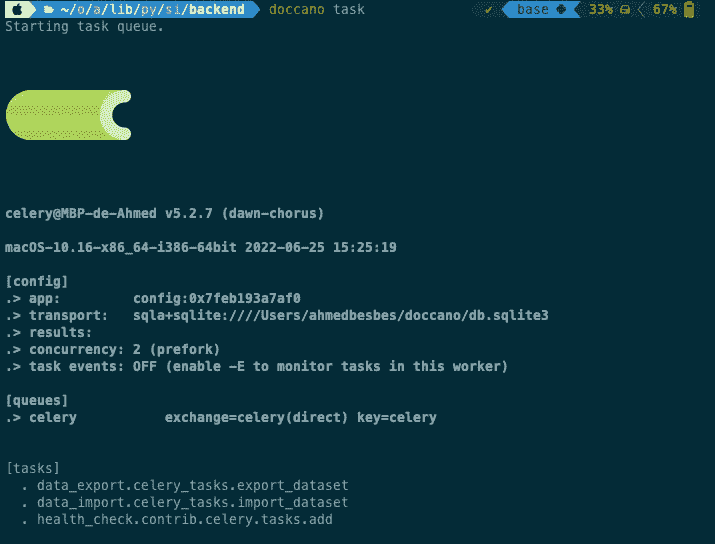 ~/o/a/lib/py/si/backend doccano task ✔ base 33% 67%
Starting task queue.
celery@MBP-de-Ahmed v5.2.7 (dawn-chorus)
macOS-10.16-x86_64-i386-64bit 2022-06-25 15:25:19
[config]
.> app: config:0x7feb193a7af0
.> transport: sqla+sqlite:////Users/ahmedbesbes/doccano/db.sqlite3
.> results:
.> concurrency: 2 (prefork)
.> task events: OFF (enable -E to monitor tasks in this worker)
[queues]
.> celery exchange=celery(direct) key=celery
[tasks]
. data_export.celery_tasks.export_dataset
. data_import.celery_tasks.import_dataset
. health_check.contrib.celery.tasks.add